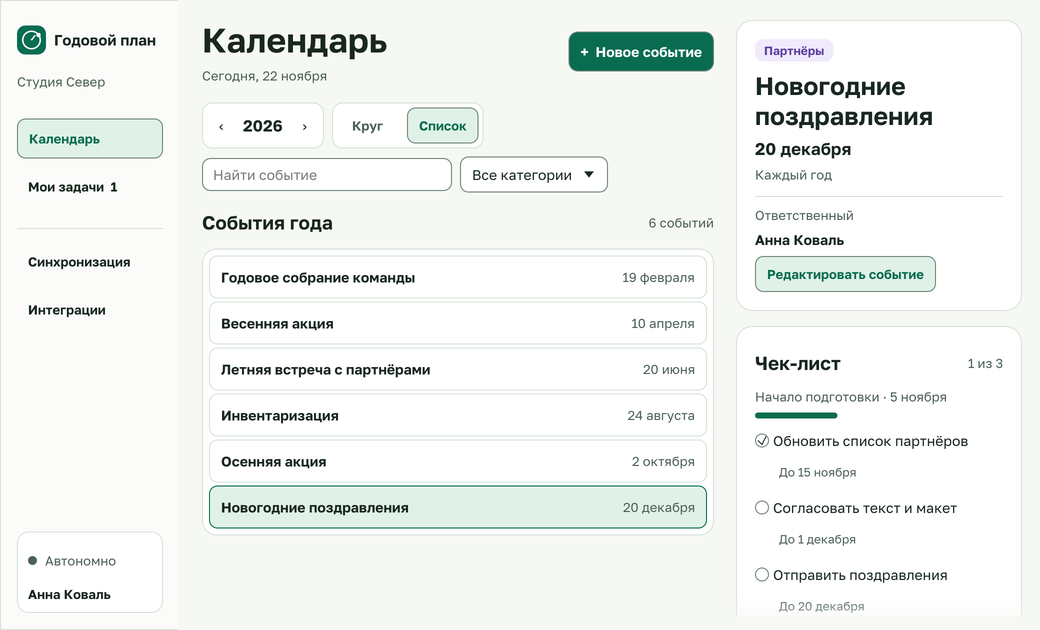 Годовой план
Студия Север
Календарь
Мои задачи 1
Синхронизация
Интеграции
Автономно
Анна Коваль
Календарь
Сегодня, 22 ноября
+ Новое событие
‹ 2026 ›
Круг
Список
Найти событие
Все категории
События года
6 событий
Годовое собрание команды
19 февраля
Весенняя акция
10 апреля
Летняя встреча с партнёрами
20 июня
Инвентаризация
24 августа
Осенняя акция
2 октября
Новогодние поздравления
20 декабря
Партнёры
Новогодние
поздравления
20 декабря
Каждый год
Ответственный
Анна Коваль
Редактировать событие
Чек-лист
1 из 3
Начало подготовки · 5 ноября
Обновить список партнёров
До 15 ноября
Согласовать текст и макет
До 1 декабря
Отправить поздравления
До 20 декабря